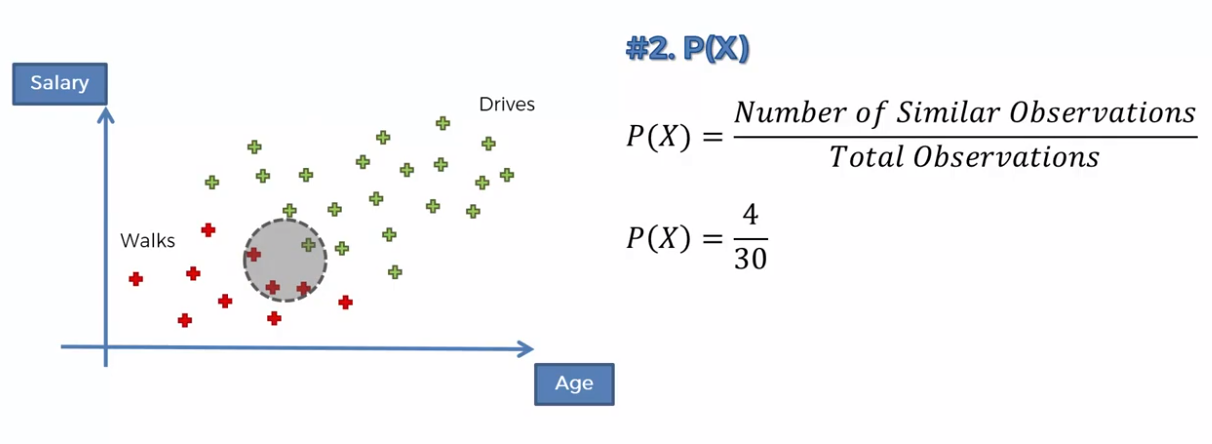 #2. P(X)
Salary
Drives
P(X) = Number of Similar Observations / Total Observations
Walks
P(X) = 4 / 30
Age